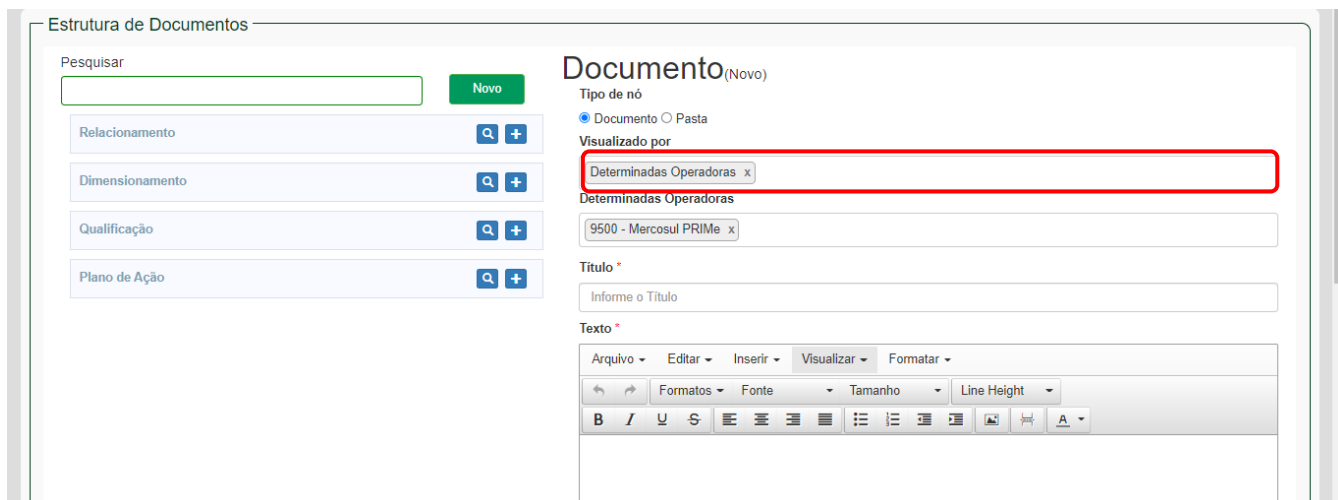 Estrutura de Documentos
Pesquisar
Novo
Relacionamento
Dimensionamento
Qualificação
Plano de Ação
Documento(Novo)
Tipo de nó
Documento Pasta
Visualizado por
Determinadas Operadoras x
Determinadas Operadoras
9500 - Mercosul PRIMe x
Título *
Informe o Título
Texto *
Arquivo Editar Inserir Visualizar Formatar
Formatos Fonte Tamanho Line Height
B I U S A